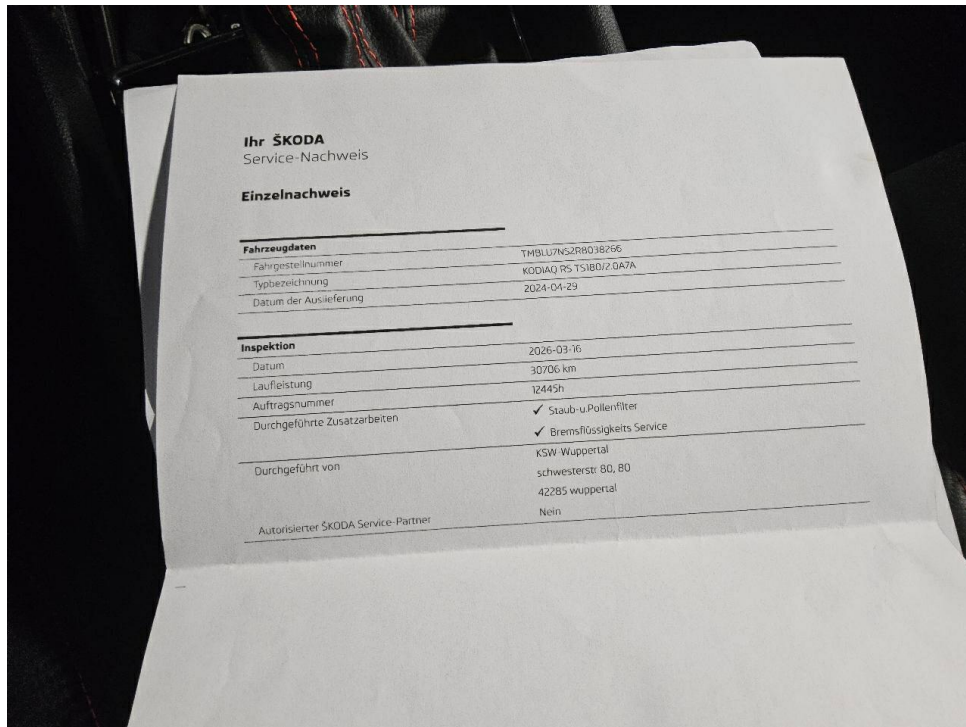 Ihr ŠKODA
Service-Nachweis
Einzelnachweis
Fahrzeugdaten
Fahrgestellnummer TMBLU7NS2R8038266
Typbezeichnung KODIAQ RS TS180/2.0A7A
Datum der Auslieferung 2024-04-29
Inspektion
Datum 2026-03-16
Laufleistung 30706 km
Auftragsnummer 12445h
Durchgeführte Zusatzarbeiten ✓ Staub-u.Pollenfilter
✓ Bremsflüssigkeits Service
Durchgeführt von KSW-Wuppertal
schwesterstr 80, 80
42285 wuppertal
Autorisierter ŠKODA Service-Partner Nein